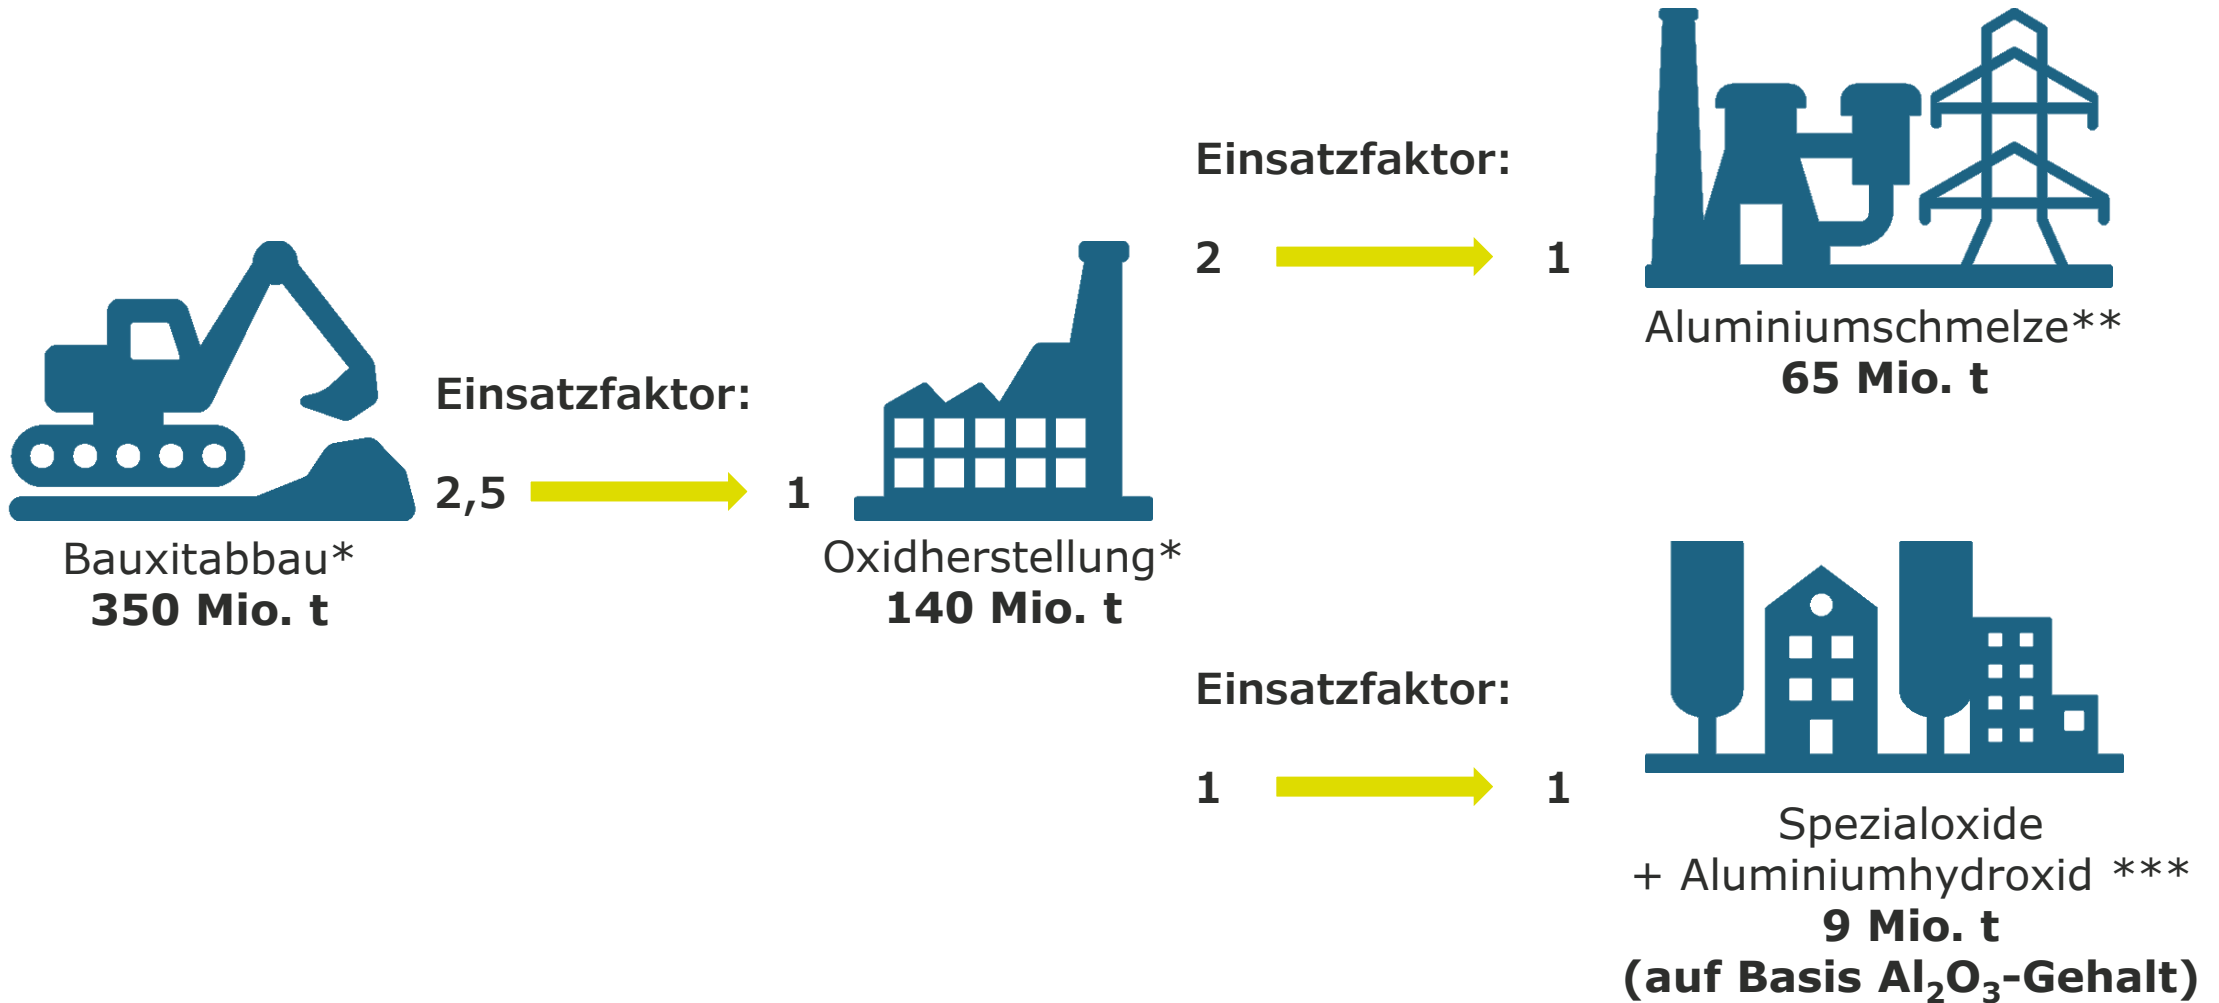 Einsatzfaktor:
2 1
Aluminiumschmelze**
65 Mio. t
Einsatzfaktor:
2,5 1
Bauxitabbau*
350 Mio. t
Oxidherstellung*
140 Mio. t
Einsatzfaktor:
1 1
Spezialoxide
+ Aluminiumhydroxid ***
9 Mio. t
(auf Basis Al₂O₃-Gehalt)